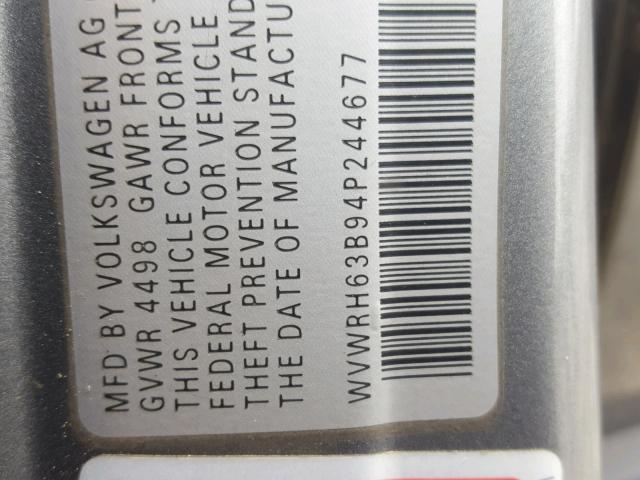 MFD BY VOLKSWAGEN AG
GVWR 4498 GAWR FRONT
THIS VEHICLE CONFORMS
FEDERAL MOTOR VEHICLE
THEFT PREVENTION STAND
THE DATE OF MANUFACTU
WVWRH63B94P244677